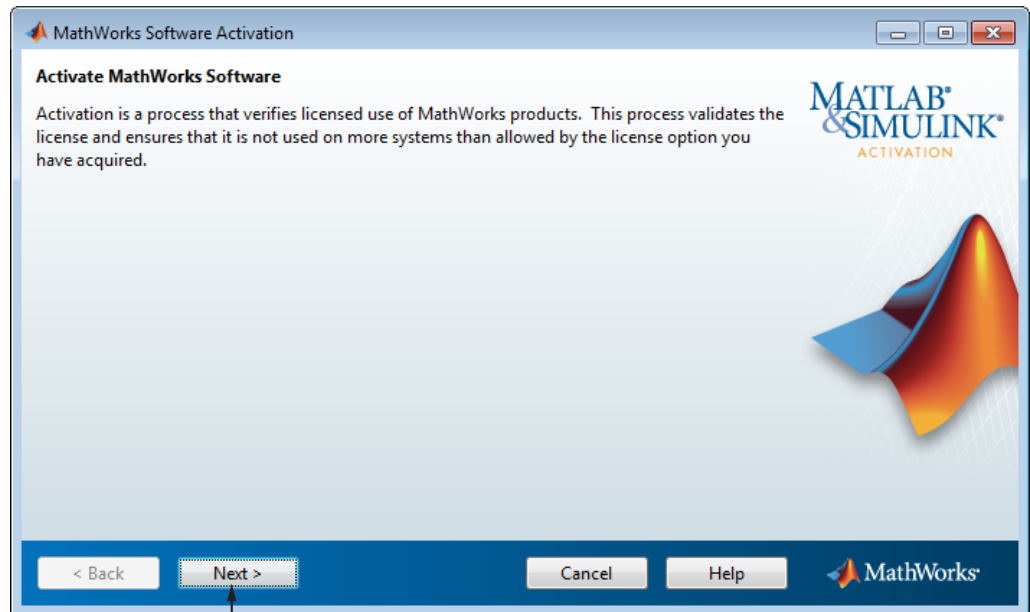 MathWorks Software Activation
Activate MathWorks Software
Activation is a process that verifies licensed use of MathWorks products. This process validates the
license and ensures that it is not used on more systems than allowed by the license option you
have acquired.
MATLAB®
&SIMULINK®
ACTIVATION
< Back
Next >
Cancel
Help
MathWorks®